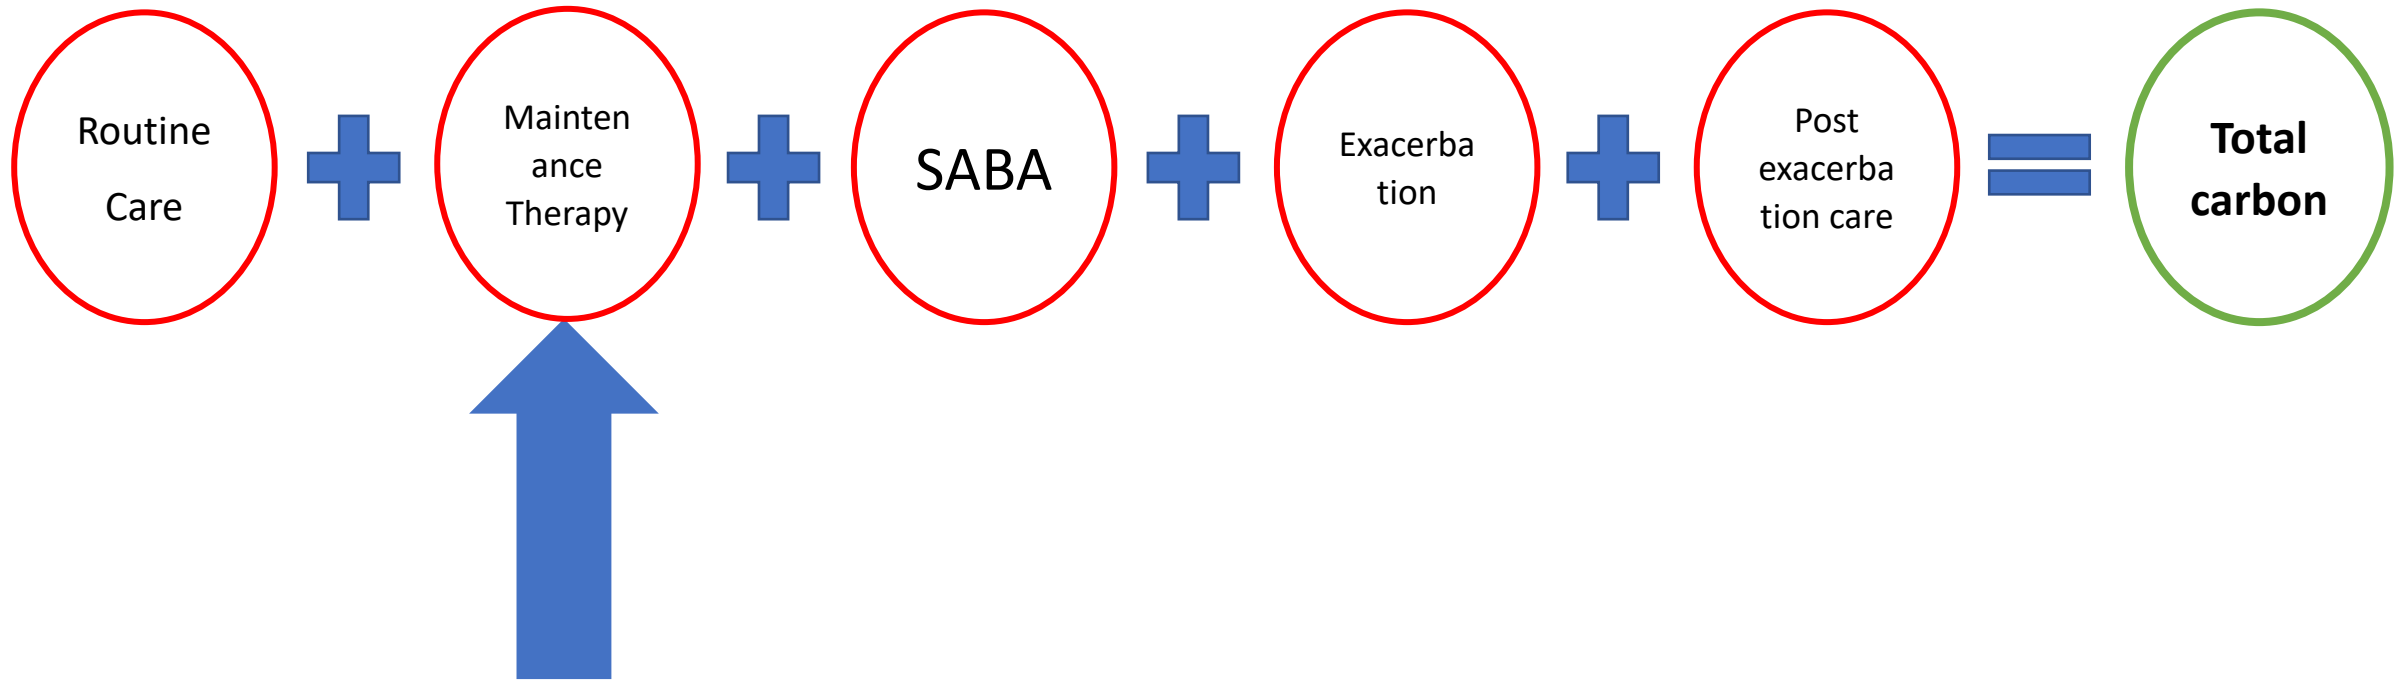 Routine
Care
Mainten
ance
Therapy
SABA
Exacerba
tion
Post
exacerba
tion care
Total
carbon